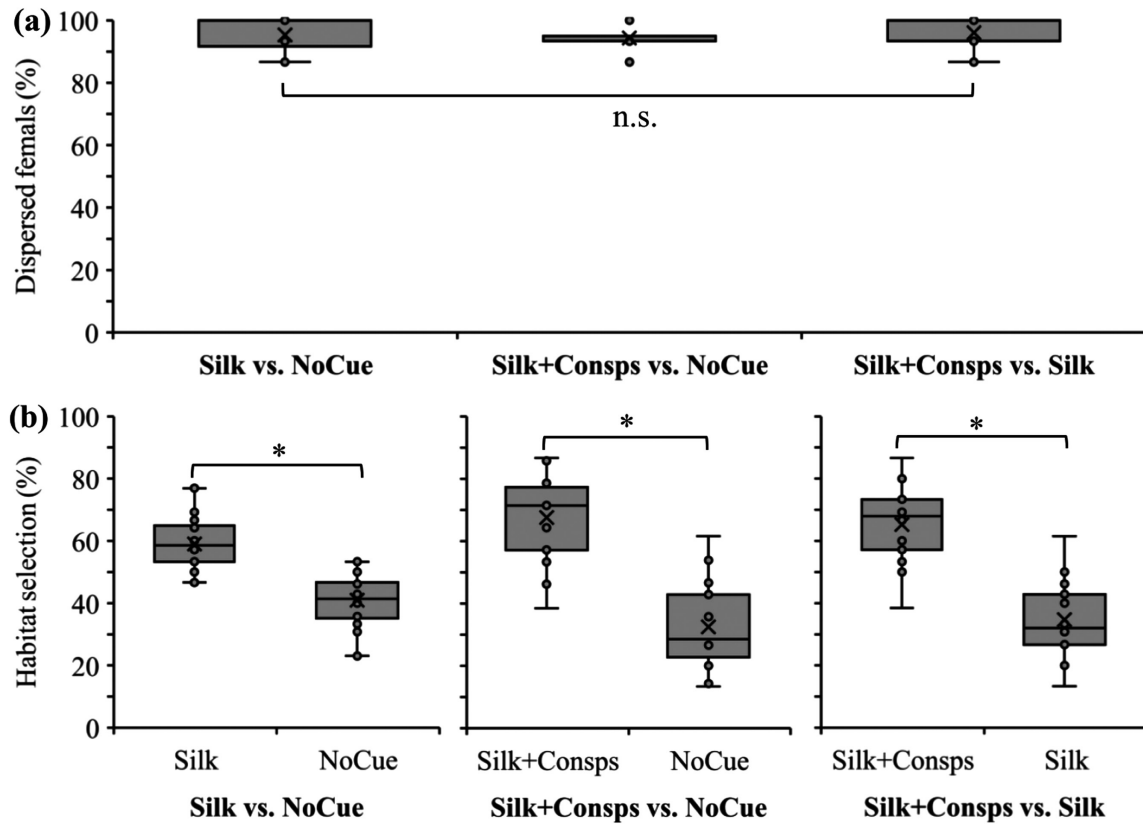 (a)
Dispersed femals (%)
100
80
60
40
20
0
n.s.
Silk vs. NoCue
Silk+Consps vs. NoCue
Silk+Consps vs. Silk
(b)
Habitat selection (%)
100
80
60
40
20
0
*
*
*
Silk
NoCue
Silk+Consps
NoCue
Silk+Consps
Silk
Silk vs. NoCue
Silk+Consps vs. NoCue
Silk+Consps vs. Silk